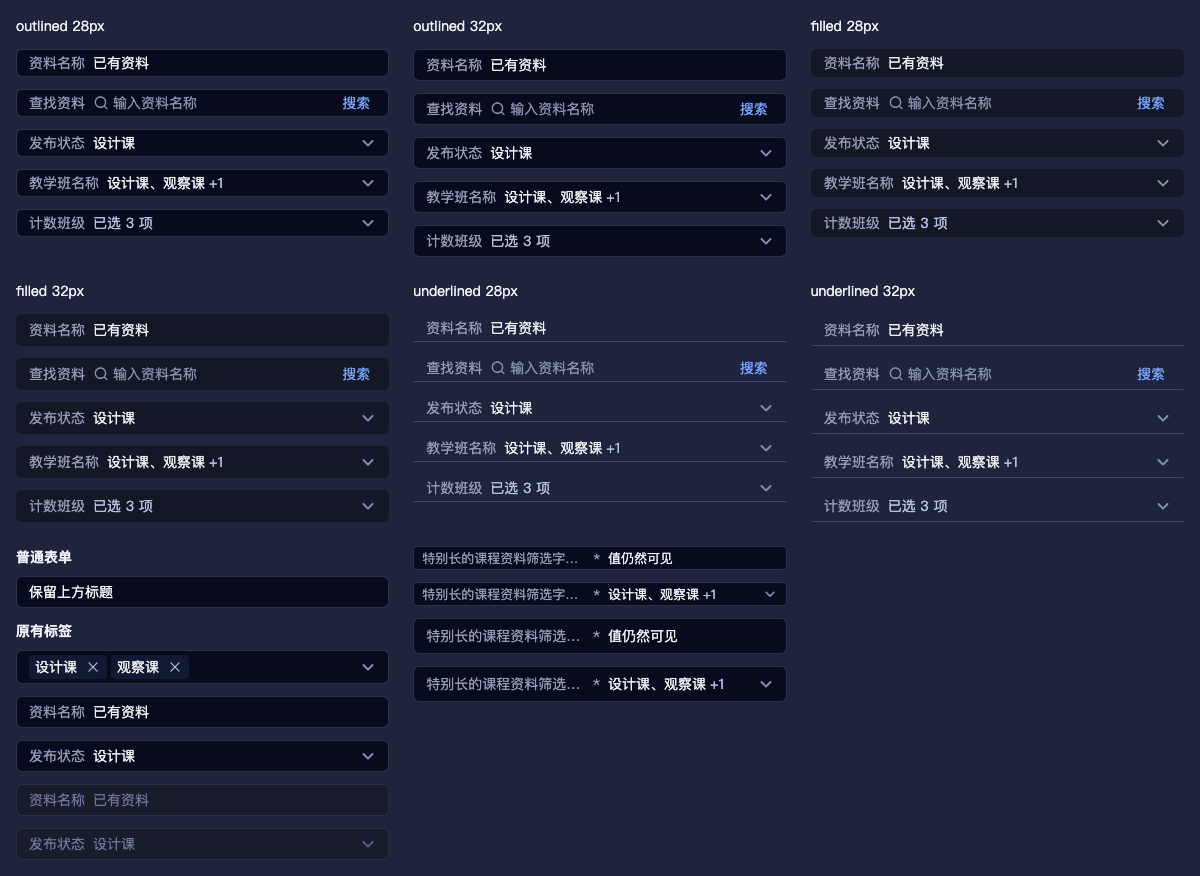 outlined 28px
资料名称 已有资料
查找资料 输入资料名称 搜索
发布状态 设计课
教学班名称 设计课、观察课 +1
计数班级 已选 3 项
outlined 32px
资料名称 已有资料
查找资料 输入资料名称 搜索
发布状态 设计课
教学班名称 设计课、观察课 +1
计数班级 已选 3 项
filled 28px
资料名称 已有资料
查找资料 输入资料名称 搜索
发布状态 设计课
教学班名称 设计课、观察课 +1
计数班级 已选 3 项
filled 32px
资料名称 已有资料
查找资料 输入资料名称 搜索
发布状态 设计课
教学班名称 设计课、观察课 +1
计数班级 已选 3 项
underlined 28px
资料名称 已有资料
查找资料 输入资料名称 搜索
发布状态 设计课
教学班名称 设计课、观察课 +1
计数班级 已选 3 项
underlined 32px
资料名称 已有资料
查找资料 输入资料名称 搜索
发布状态 设计课
教学班名称 设计课、观察课 +1
计数班级 已选 3 项
普通表单
保留上方标题
原有标签
设计课 观察课
资料名称 已有资料
发布状态 设计课
资料名称 已有资料
发布状态 设计课
特别长的课程资料筛选字... * 值仍然可见
特别长的课程资料筛选字... * 设计课、观察课 +1
特别长的课程资料筛选... * 值仍然可见
特别长的课程资料筛选... * 设计课、观察课 +1